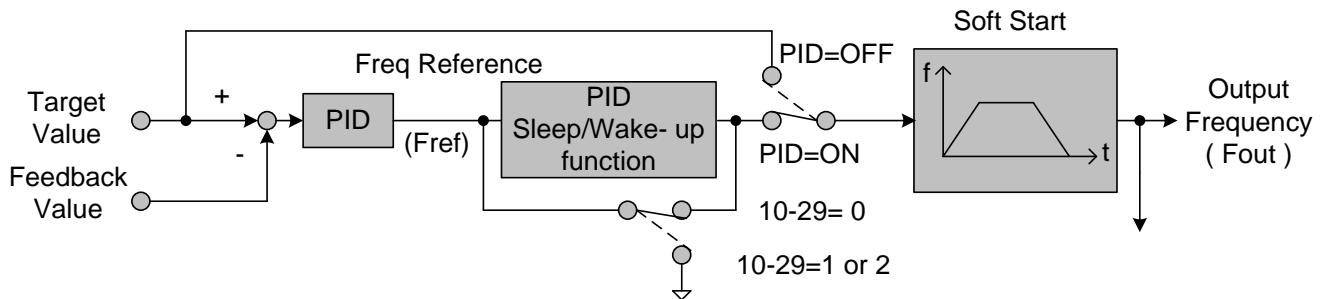 Soft Start
PID=OFF
Freq Reference
f
Target
Value
+
-
PID
(Fref)
PID
Sleep/Wake- up
function
PID=ON
t
Output
Frequency
( Fout )
Feedback
Value
10-29= 0
10-29=1 or 2